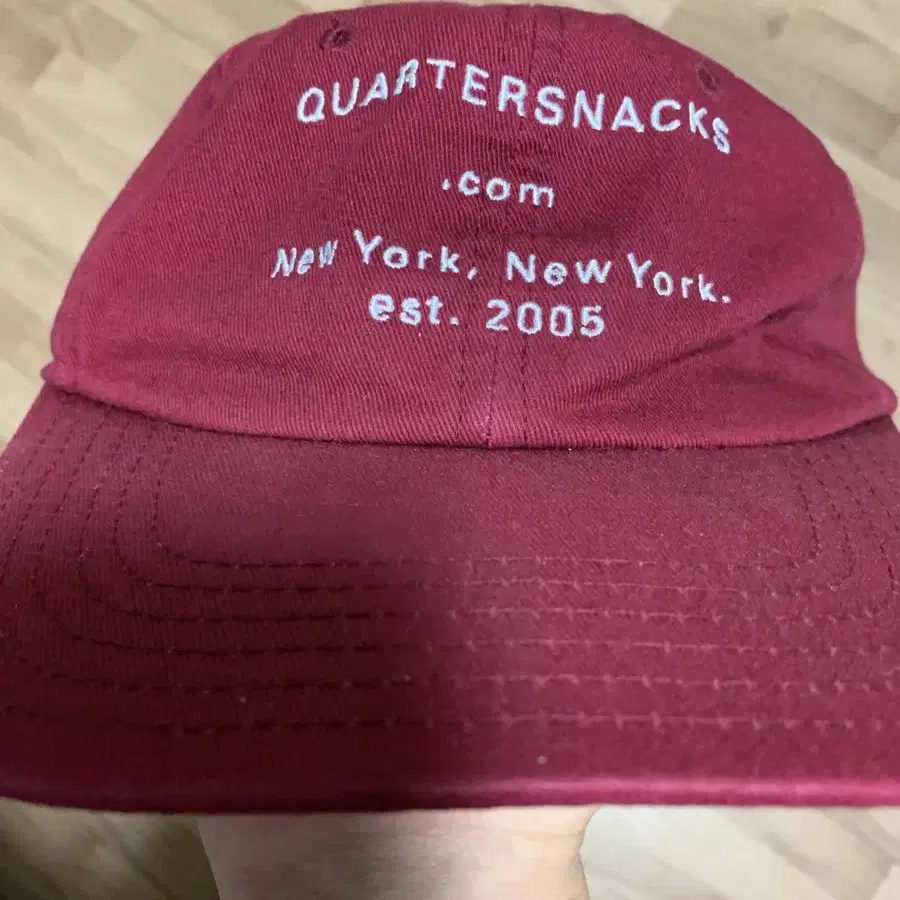 QUARTERSNACKS
.com
New York, New York.
est. 2005